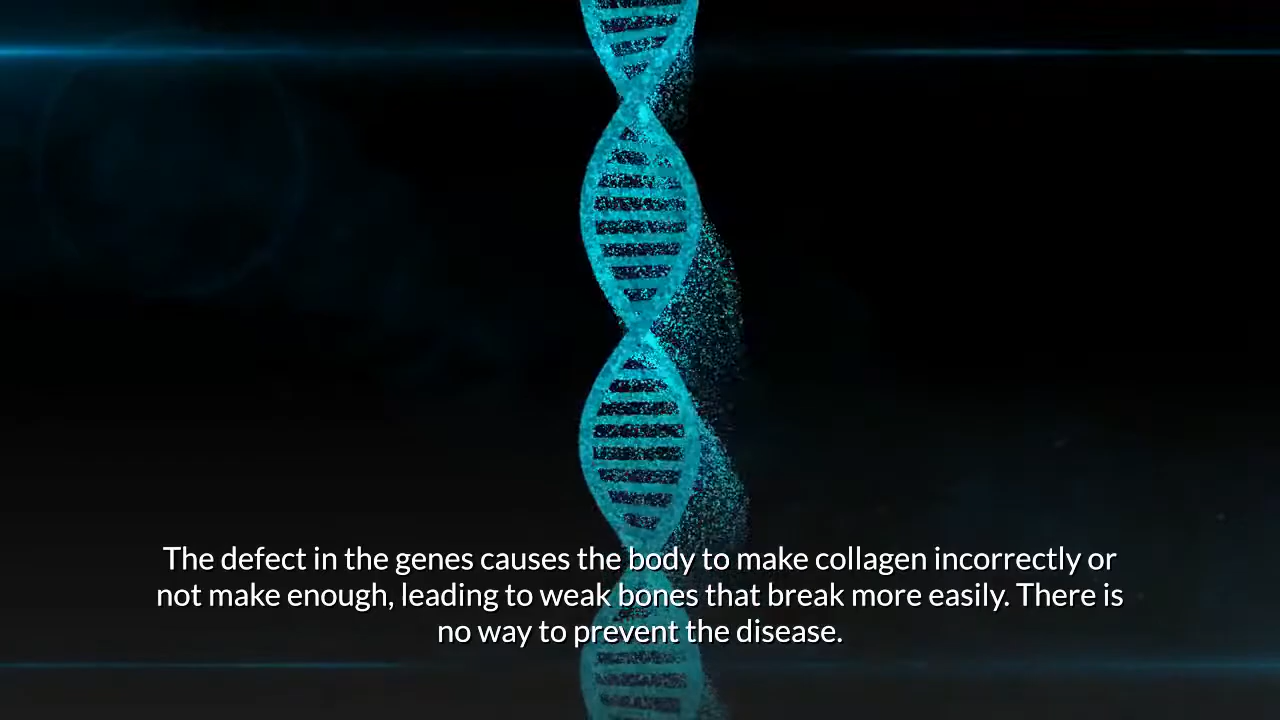 The defect in the genes causes the body to make collagen incorrectly or
not make enough, leading to weak bones that break more easily. There is
no way to prevent the disease.